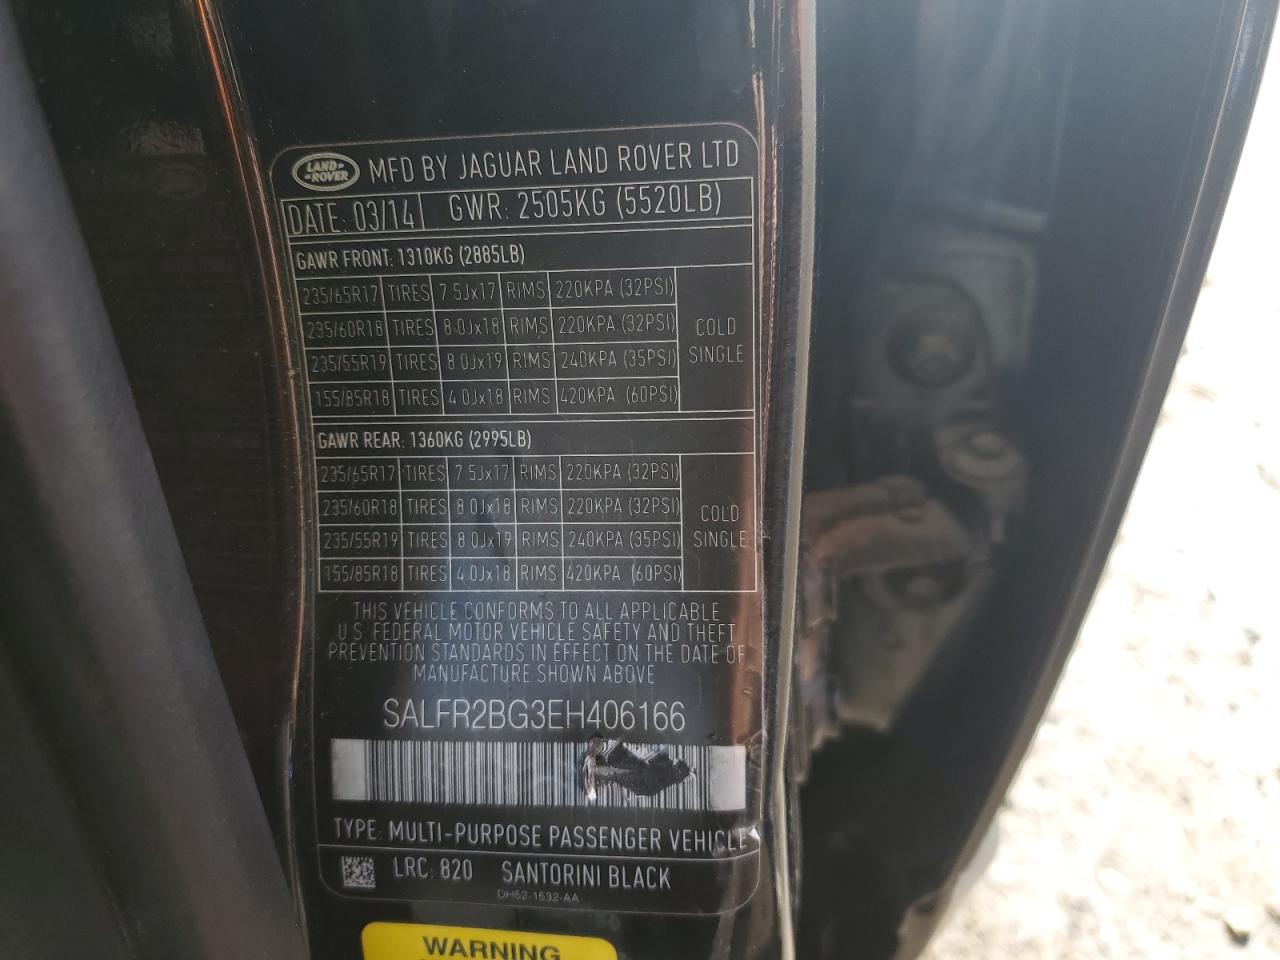 LAND-
-ROVER
MFD BY JAGUAR LAND ROVER LTD
DATE: 03/14 GWR: 2505KG (5520LB)
GAWR FRONT: 1310KG (2885LB)
235/65R17 TIRES 7.5Jx17 RIMS 220KPA (32PSI)
235/60R18 TIRES 8.0Jx18 RIMS 220KPA (32PSI)
235/55R19 TIRES 8.0Jx19 RIMS 240KPA (35PSI)
155/85R18 TIRES 4.0Jx18 RIMS 420KPA (60PSI)
COLD
SINGLE
GAWR REAR: 1360KG (2995LB)
235/65R17 TIRES 7.5Jx17 RIMS 220KPA (32PSI)
235/60R18 TIRES 8.0Jx18 RIMS 220KPA (32PSI)
235/55R19 TIRES 8.0Jx19 RIMS 240KPA (35PSI)
155/85R18 TIRES 4.0Jx18 RIMS 420KPA (60PSI)
COLD
SINGLE
THIS VEHICLE CONFORMS TO ALL APPLICABLE
U.S. FEDERAL MOTOR VEHICLE SAFETY AND THEFT
PREVENTION STANDARDS IN EFFECT ON THE DATE OF
MANUFACTURE SHOWN ABOVE
SALFR2BG3EH406166
TYPE: MULTI-PURPOSE PASSENGER VEHICLE
LRC: 820 SANTORINI BLACK
DH52-1532-AA
WARNING